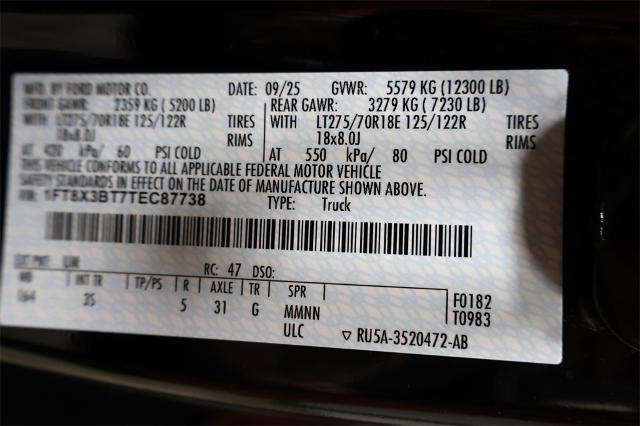 MFD. BY FORD MOTOR CO. DATE: 09/25 GVWR: 5579 KG (12300 LB)
FRONT GAWR: 2359 KG (5200 LB) REAR GAWR: 3279 KG (7230 LB)
WITH LT275/70R18E 125/122R TIRES WITH LT275/70R18E 125/122R TIRES
18x8.0J RIMS 18x8.0J RIMS
AT kPa/ 60 PSI COLD AT 550 kPa/ 80 PSI COLD
THIS VEHICLE CONFORMS TO ALL APPLICABLE FEDERAL MOTOR VEHICLE
SAFETY STANDARDS IN EFFECT ON THE DATE OF MANUFACTURE SHOWN ABOVE.
VIN: 1FT8X3BT7TEC87738 TYPE: Truck
EXT PNT: UM RC: 47 DSO:
WB INT TR TP/PS R AXLE TR SPR
164 3S 5 31 G MMNN F0182
ULC T0983
▽ RU5A-3520472-AB